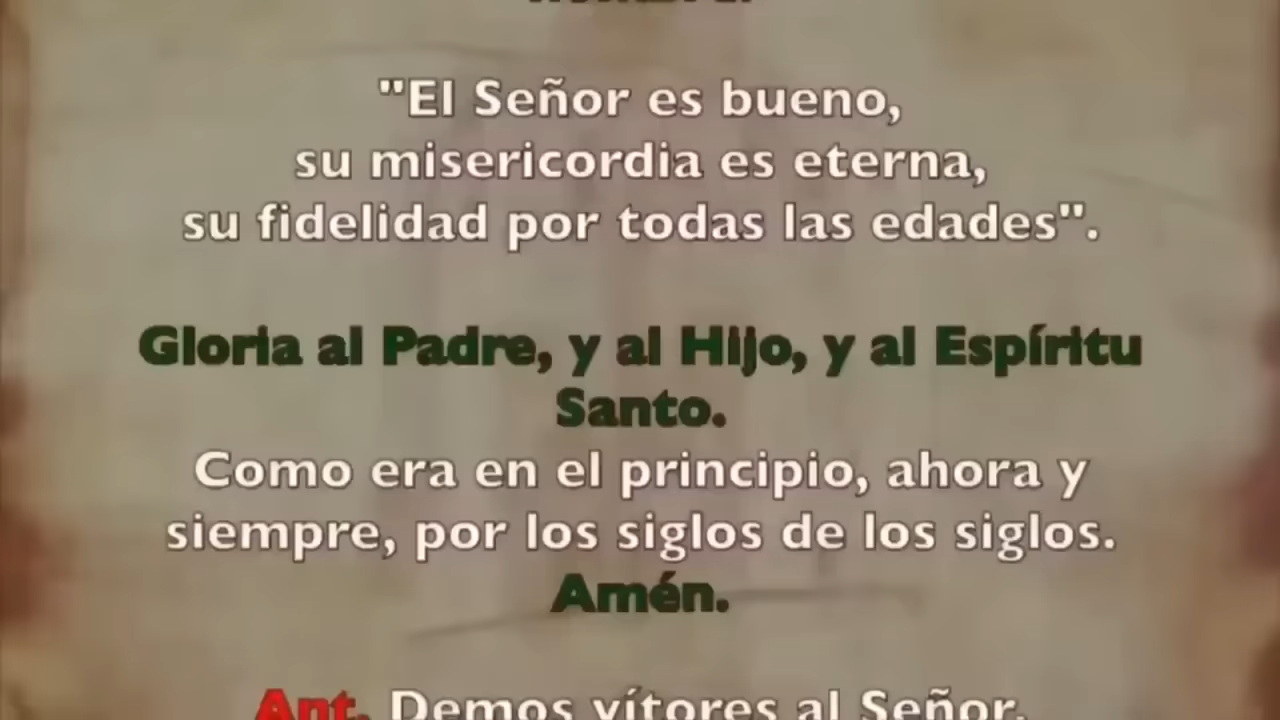 "El Señor es bueno,
su misericordia es eterna,
su fidelidad por todas las edades".
Gloria al Padre, y al Hijo, y al Espíritu
Santo.
Como era en el principio, ahora y
siempre, por los siglos de los siglos.
Amén.
Ant. Demos vítores al Señor,